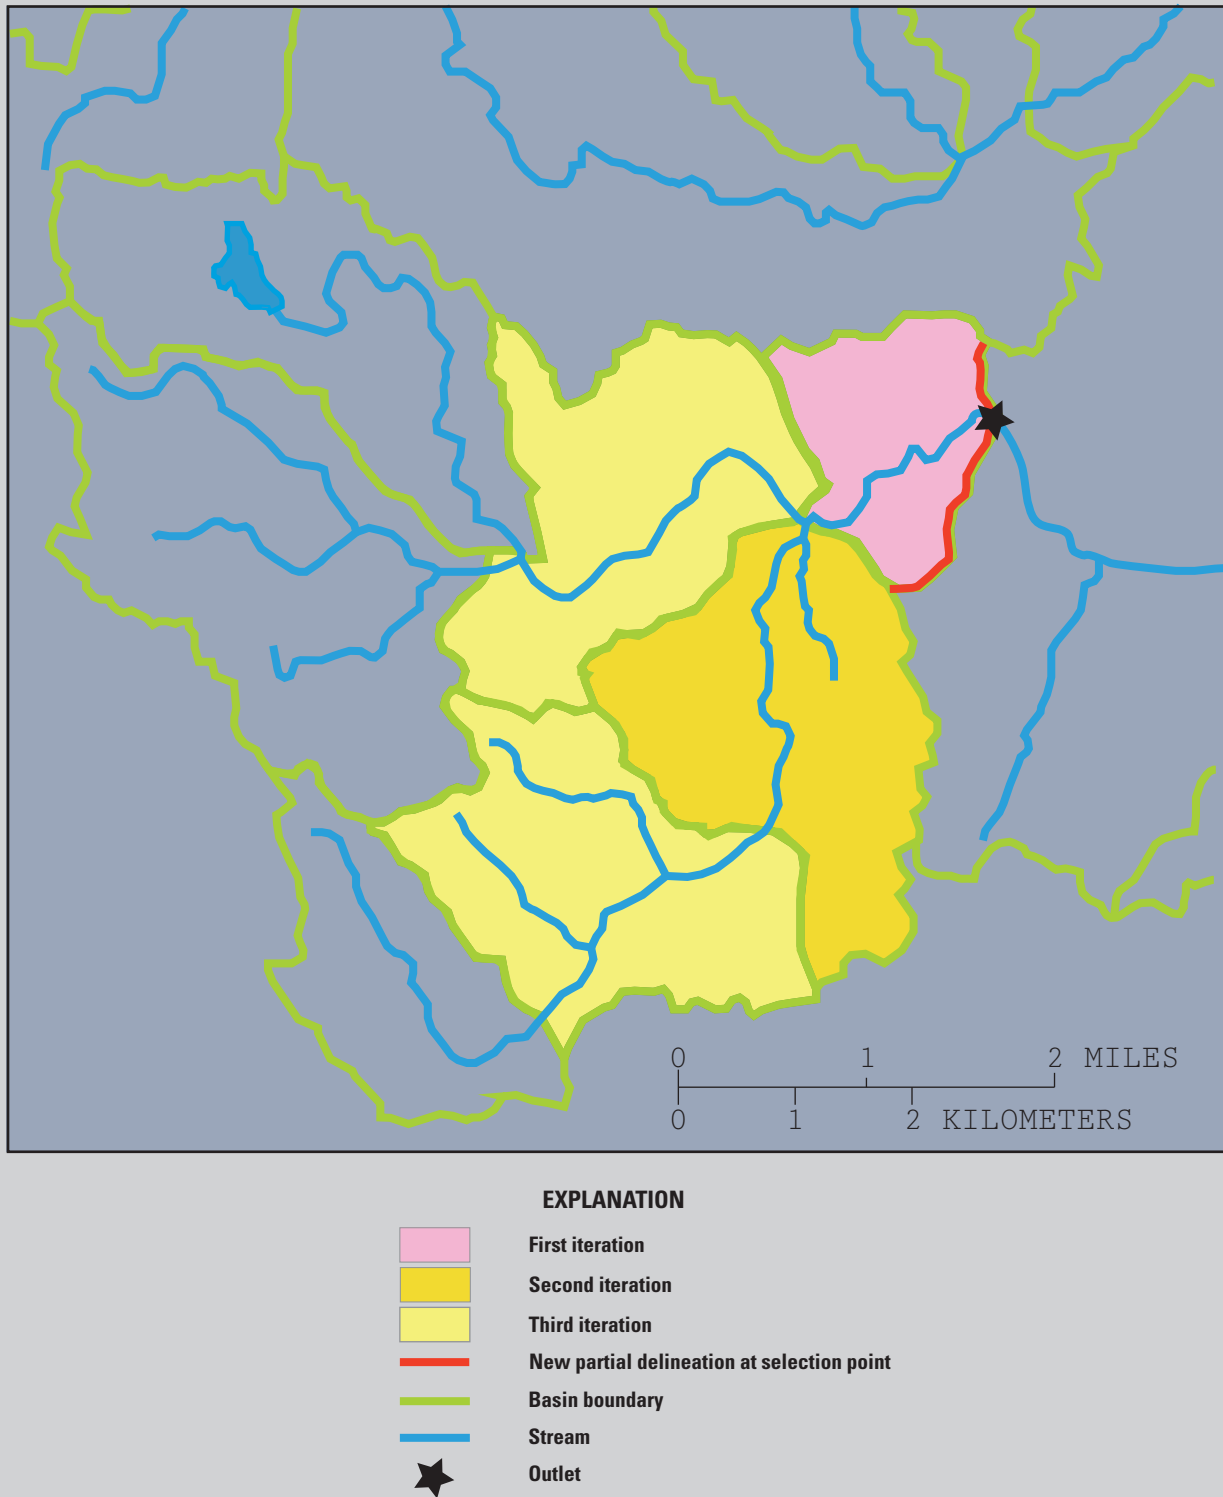 0 1 2 MILES
0 1 2 KILOMETERS
EXPLANATION
First iteration
Second iteration
Third iteration
New partial delineation at selection point
Basin boundary
Stream
Outlet